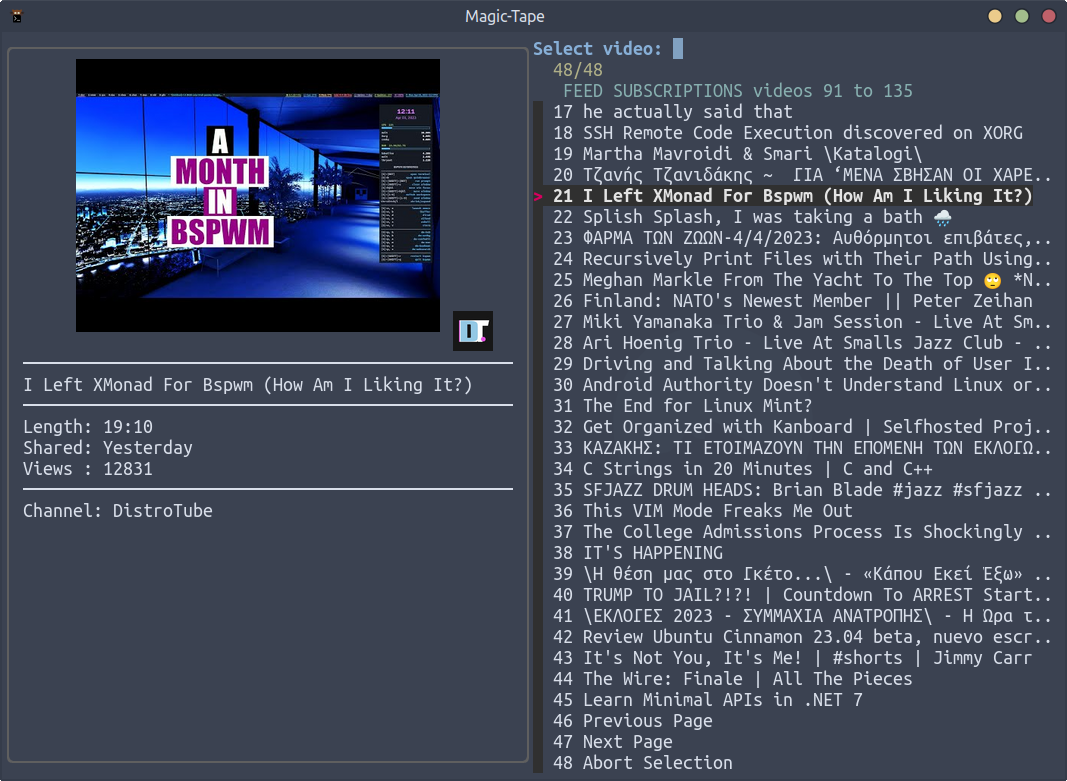 Magic-Tape
A
MONTH
IN
BSPWM
12:11
DT
I Left XMonad For Bspwm (How Am I Liking It?)
Length: 19:10
Shared: Yesterday
Views : 12831
Channel: DistroTube
Select video:
48/48
FEED SUBSCRIPTIONS videos 91 to 135
17 he actually said that
18 SSH Remote Code Execution discovered on XORG
19 Martha Mavroidi & Smari \Katalogi\
20 Τζανής Τζανιδάκης ~ ΓΙΑ ‘ΜΕΝΑ ΣΒΗΣΑΝ ΟΙ ΧΑΡΕ..
> 21 I Left XMonad For Bspwm (How Am I Liking It?)
22 Splish Splash, I was taking a bath 🌧️
23 ΦΑΡΜΑ ΤΩΝ ΖΩΩΝ-4/4/2023: Αυθόρμητοι επιβάτες,..
24 Recursively Print Files with Their Path Using..
25 Meghan Markle From The Yacht To The Top 🙄 *N..
26 Finland: NATO's Newest Member || Peter Zeihan
27 Miki Yamanaka Trio & Jam Session - Live At Sm..
28 Ari Hoenig Trio - Live At Smalls Jazz Club - ..
29 Driving and Talking About the Death of User I..
30 Android Authority Doesn't Understand Linux or..
31 The End for Linux Mint?
32 Get Organized with Kanboard | Selfhosted Proj..
33 ΚΑΖΑΚΗΣ: ΤΙ ΕΤΟΙΜΑΖΟΥΝ ΤΗΝ ΕΠΟΜΕΝΗ ΤΩΝ ΕΚΛΟΓΩ..
34 C Strings in 20 Minutes | C and C++
35 SFJAZZ DRUM HEADS: Brian Blade #jazz #sfjazz ..
36 This VIM Mode Freaks Me Out
37 The College Admissions Process Is Shockingly ..
38 IT'S HAPPENING
39 \Η θέση μας στο Γκέτο...\ - «Κάπου Εκεί Έξω» ..
40 TRUMP TO JAIL?!?! | Countdown To ARREST Start..
41 \ΕΚΛΟΓΕΣ 2023 - ΣΥΜΜΑΧΙΑ ΑΝΑΤΡΟΠΗΣ\ - Η Ώρα τ..
42 Review Ubuntu Cinnamon 23.04 beta, nuevo escr..
43 It's Not You, It's Me! | #shorts | Jimmy Carr
44 The Wire: Finale | All The Pieces
45 Learn Minimal APIs in .NET 7
46 Previous Page
47 Next Page
48 Abort Selection